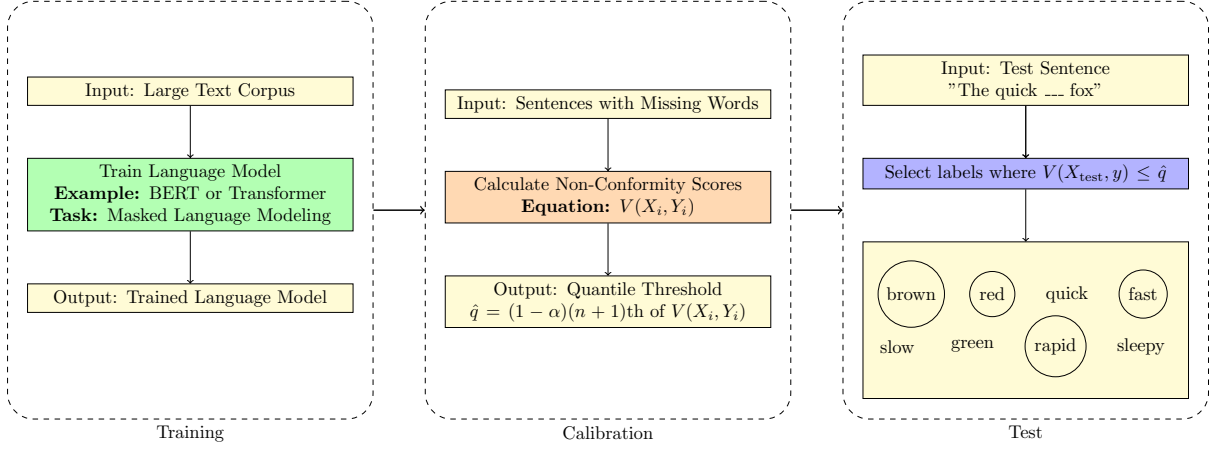 Input: Large Text Corpus
Train Language Model
Example: BERT or Transformer
Task: Masked Language Modeling
Output: Trained Language Model
Training
Input: Sentences with Missing Words
Calculate Non-Conformity Scores
Equation: V(X_i, Y_i)
Output: Quantile Threshold
q̂ = (1 − α)(n + 1)th of V(X_i, Y_i)
Calibration
Input: Test Sentence
"The quick ___ fox"
Select labels where V(X_test, y) ≤ q̂
brown red quick fast
slow green rapid sleepy
Test